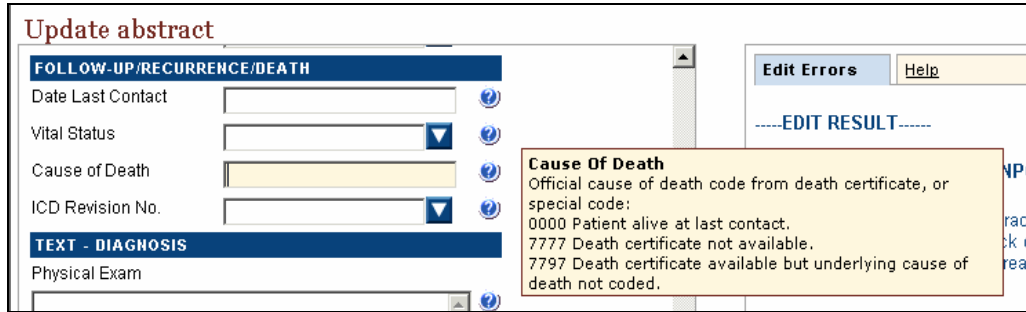 Update abstract
FOLLOW-UP/RECURRENCE/DEATH
Date Last Contact
Vital Status
Cause of Death
ICD Revision No.
TEXT - DIAGNOSIS
Physical Exam
Cause Of Death
Official cause of death code from death certificate, or
special code:
0000 Patient alive at last contact.
7777 Death certificate not available.
7797 Death certificate available but underlying cause of
death not coded.
Edit Errors Help
-----EDIT RESULT------